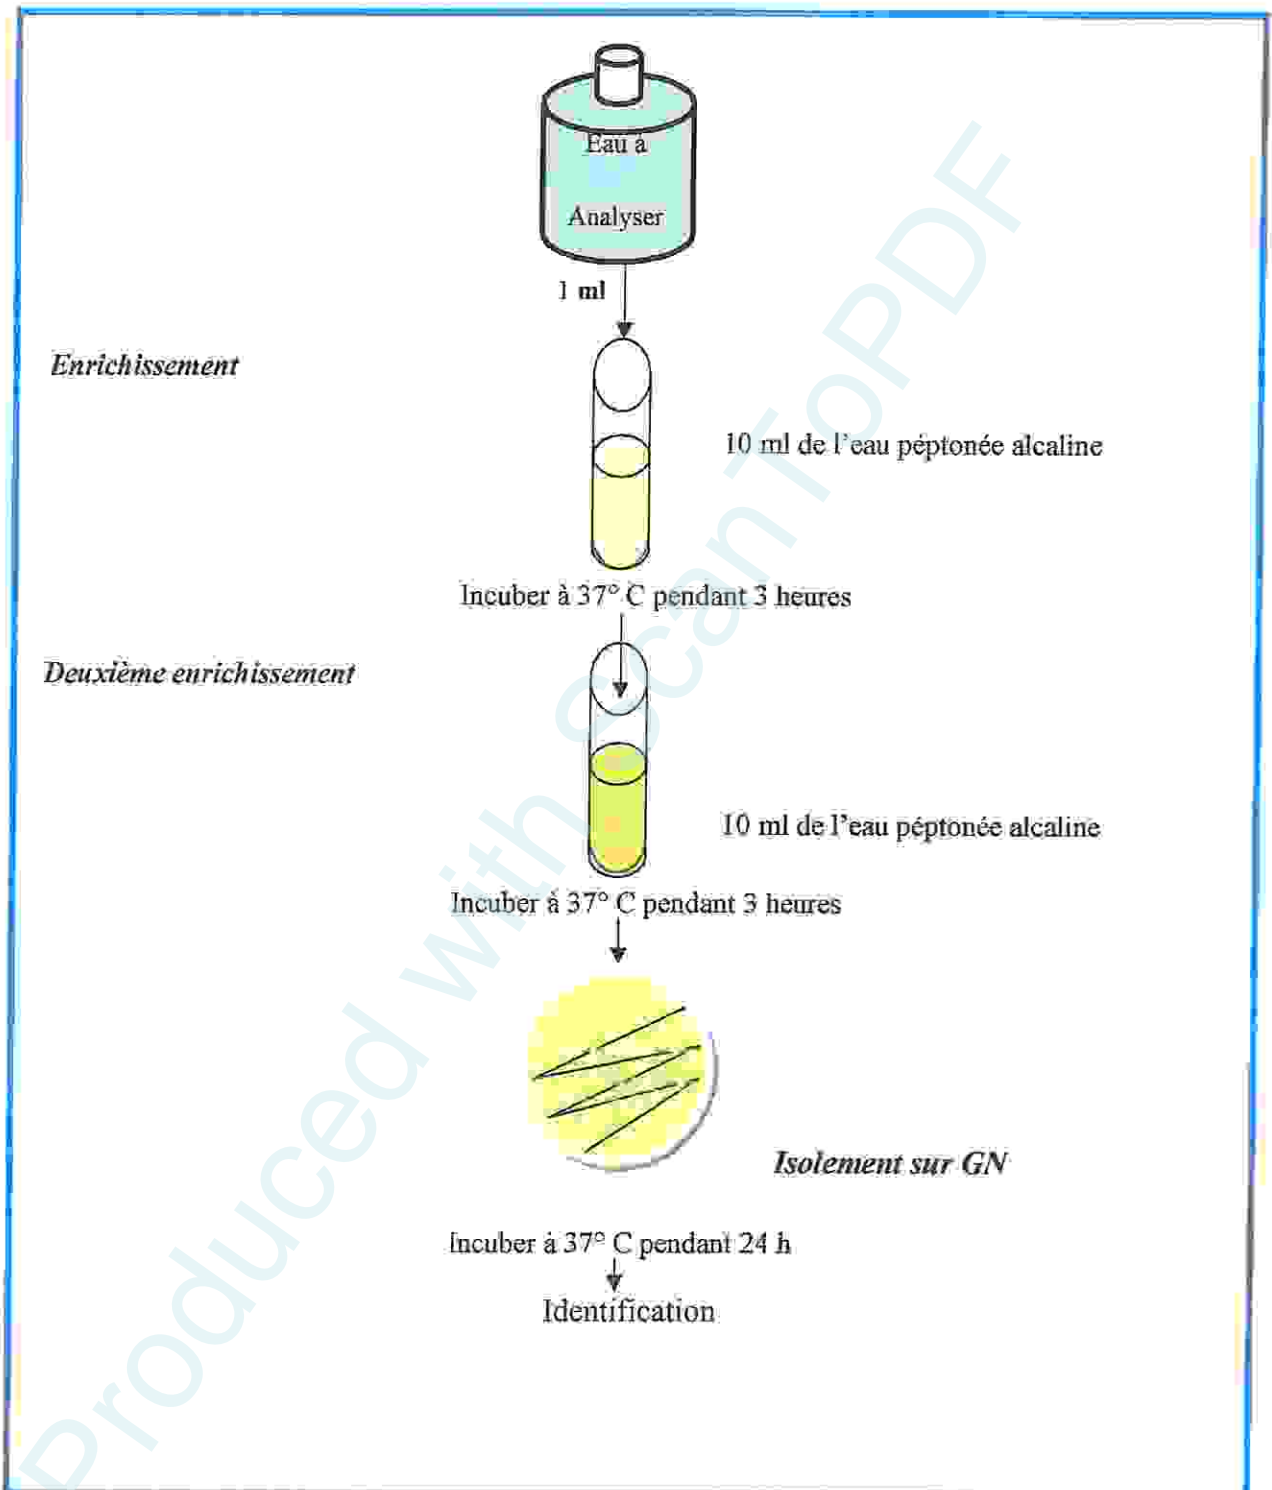 Eau à
Analyser
1 ml
Enrichissement
10 ml de l'eau péptonée alcaline
Incuber à 37° C pendant 3 heures
Deuxième enrichissement
10 ml de l'eau péptonée alcaline
Incuber à 37° C pendant 3 heures
Isolement sur GN
Incuber à 37° C pendant 24 h
Identification
Produced with ScanToPDF